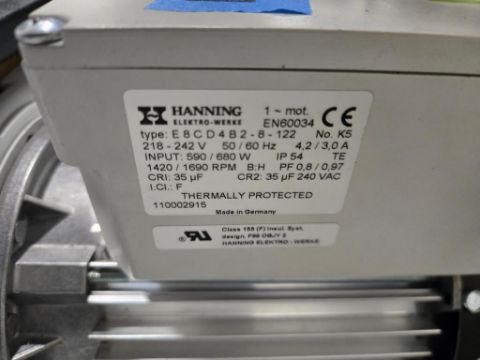 HANNING
ELEKTRO-WERKE
1 ~ mot.
EN60034
CE
type: E 8 C D 4 B 2 - 8 - 122 No. K5
218 - 242 V 50 / 60 Hz 4,2 / 3,0 A
INPUT: 590 / 680 W IP 54 TE
1420 / 1690 RPM B:H PF 0,8 / 0,97
CRI: 35 µF CR2: 35 µF 240 VAC
I.CI.: F
THERMALLY PROTECTED
110002915
Made in Germany
Class 155 (F) Insul. Syst.
design. F86 OBJY 2
HANNING ELEKTRO - WERKE